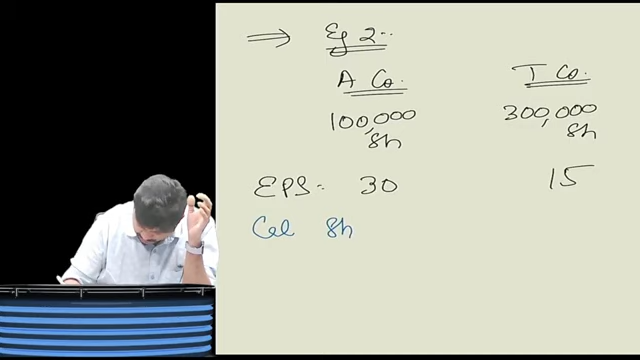 ⇒ Eg 2..
A Co. T Co.
100,000 300,000
Sh Sh
EPS: 30 15
Cal Sh